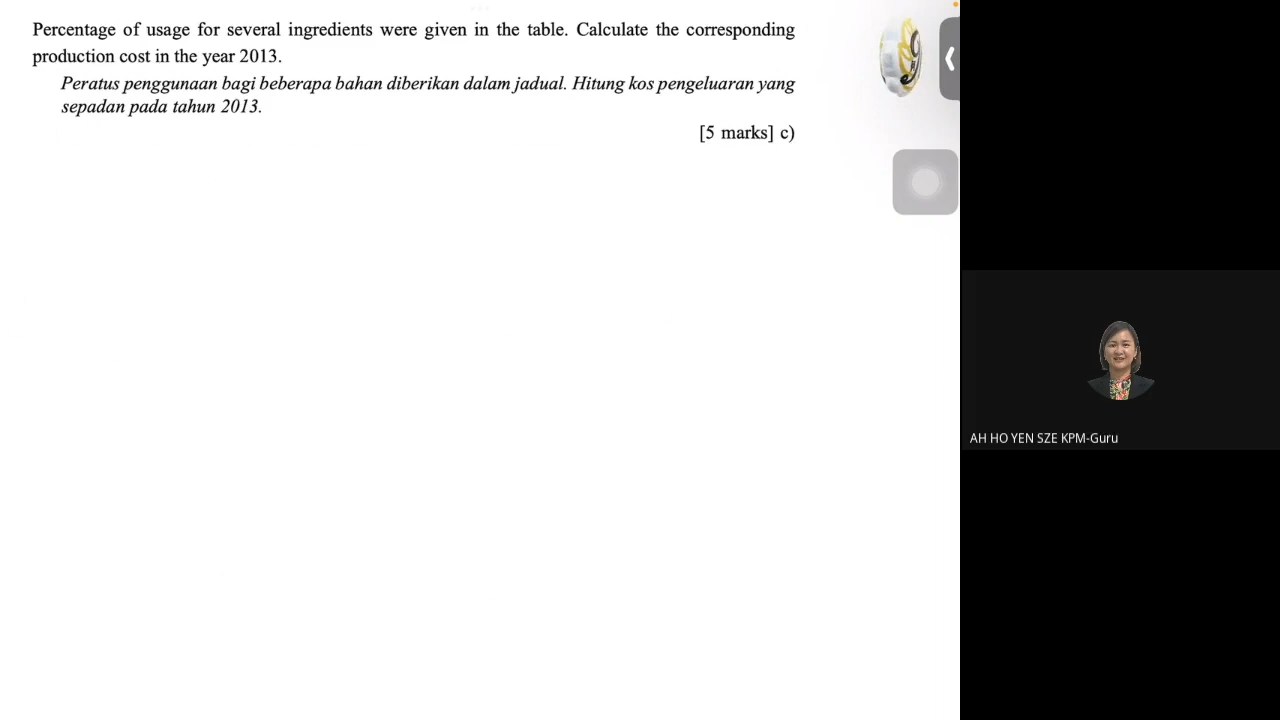 Percentage of usage for several ingredients were given in the table. Calculate the corresponding
production cost in the year 2013.
Peratus penggunaan bagi beberapa bahan diberikan dalam jadual. Hitung kos pengeluaran yang
sepadan pada tahun 2013.
[5 marks] c)
AH HO YEN SZE KPM-Guru